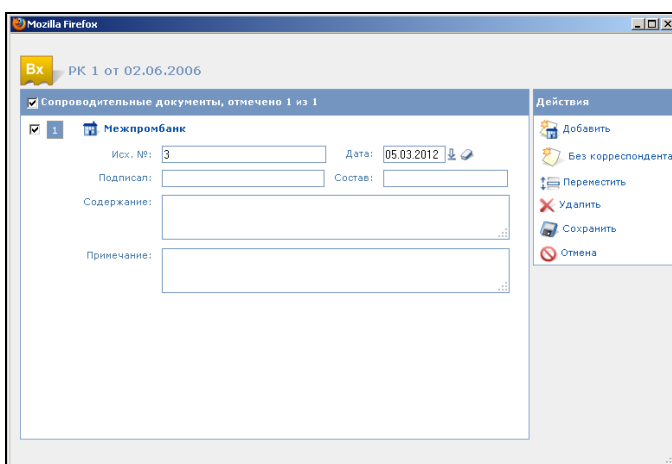 Mozilla Firefox
Вх РК 1 от 02.06.2006
Сопроводительные документы, отмечено 1 из 1
1 Межпромбанк
Исх. №: 3 Дата: 05.03.2012
Подписал: Состав:
Содержание:
Примечание:
Действия
Добавить
Без корреспондента
Переместить
Удалить
Сохранить
Отмена